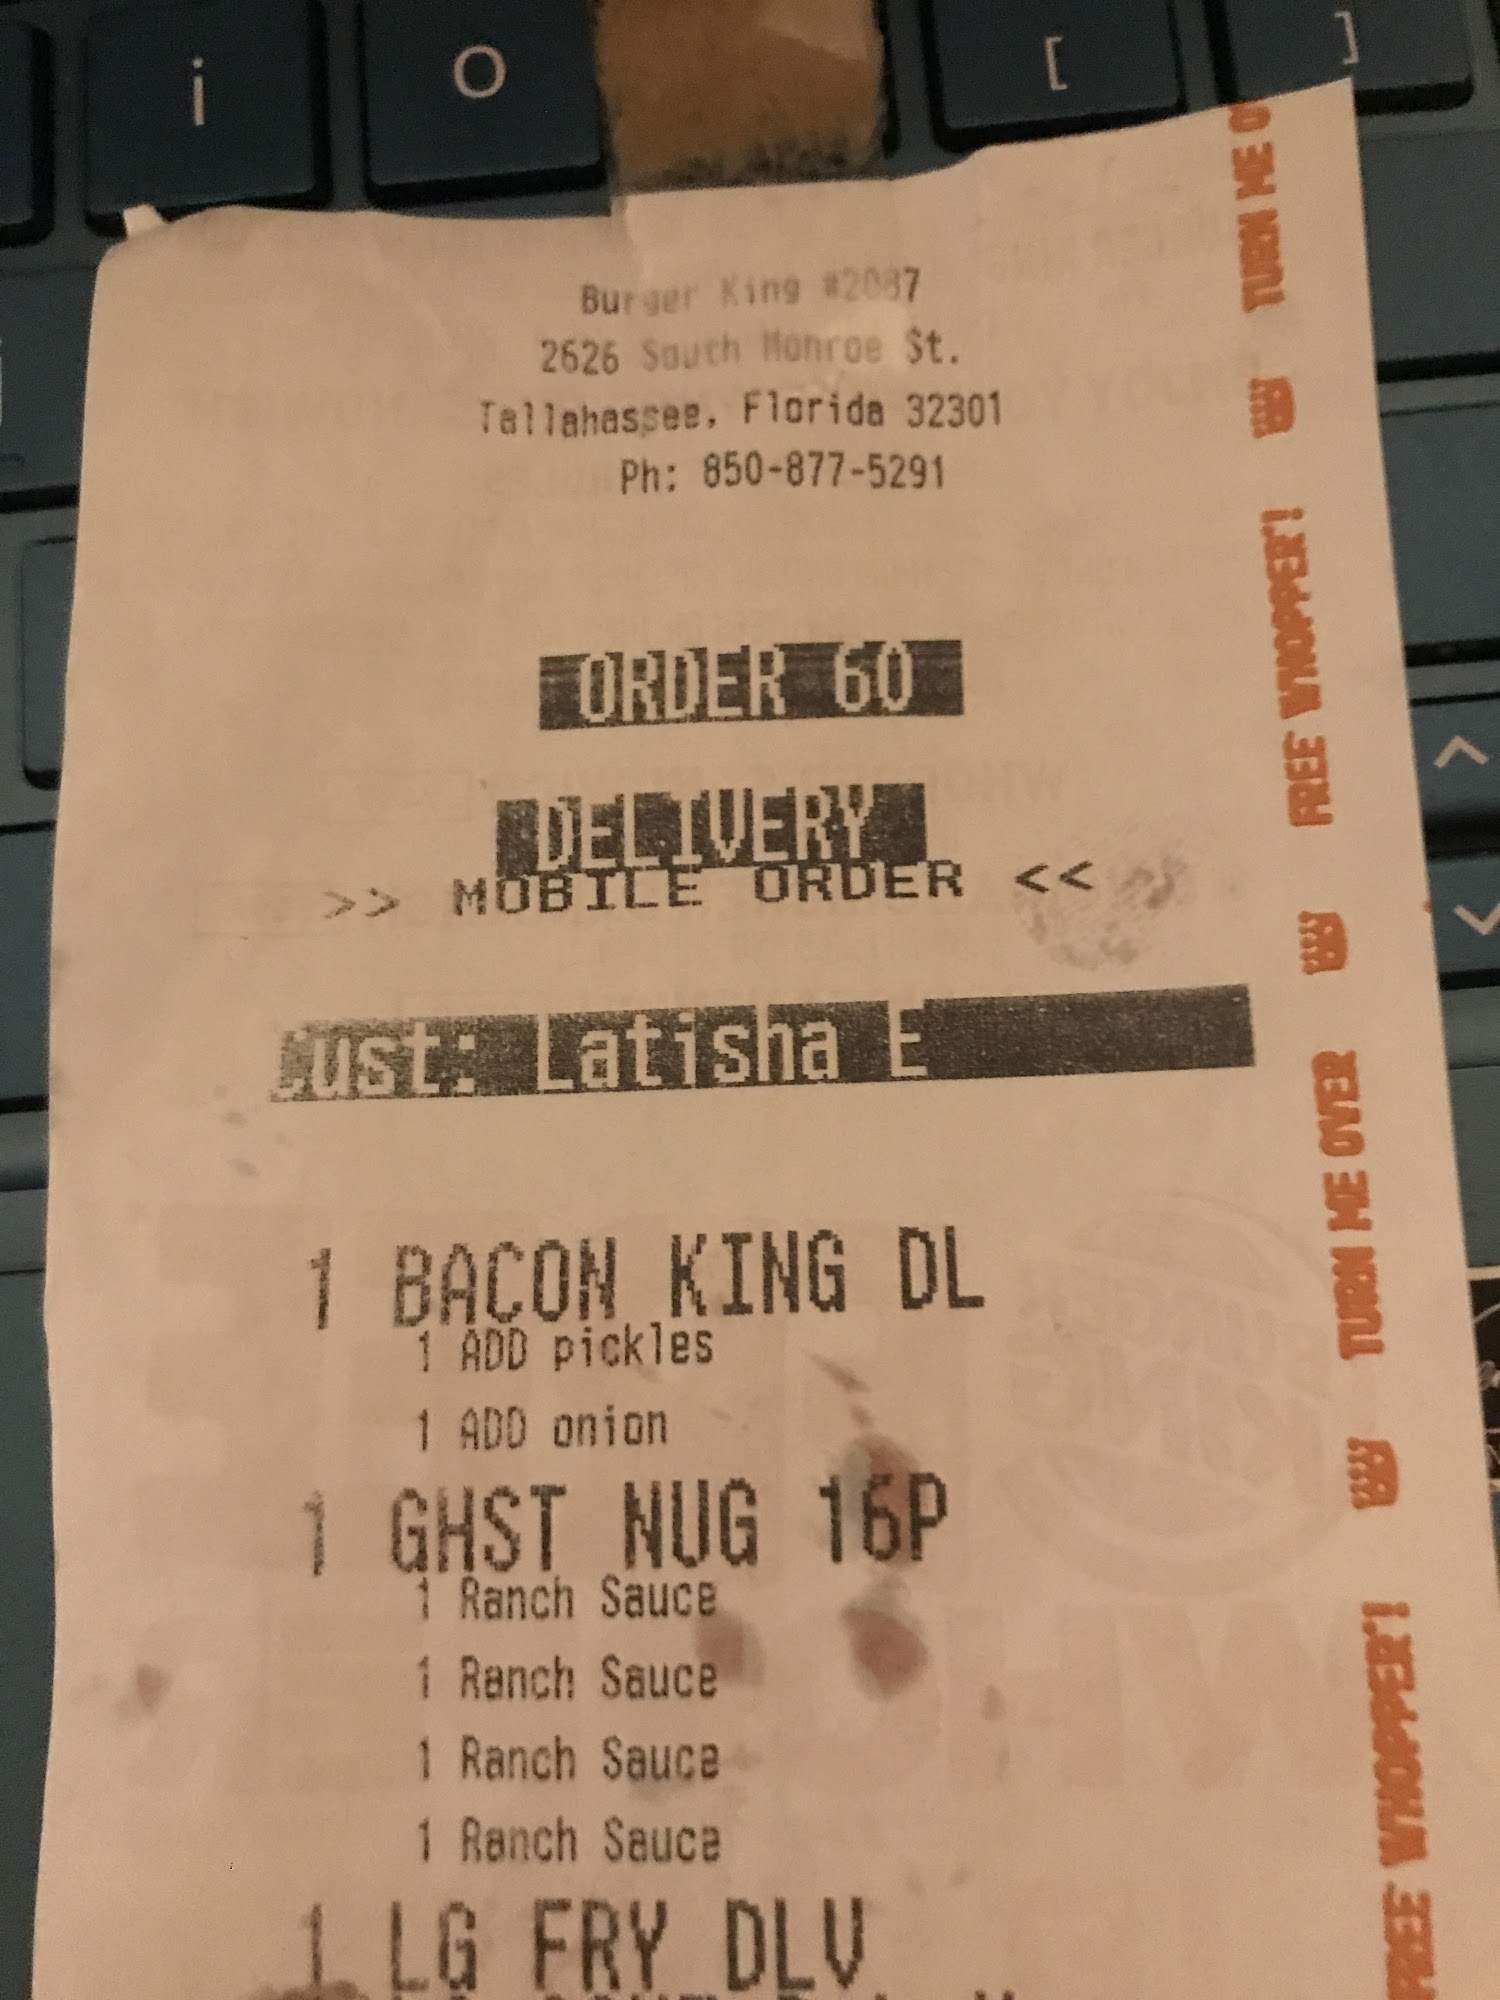 i
O
[
]
Burger King #2087
2626 South Monroe St.
Tallahassee, Florida 32301
Ph: 850-877-5291
ORDER 60
DELIVERY
>> MOBILE ORDER <<
Cust: Latisha E
1 BACON KING DL
1 ADD pickles
1 ADD onion
1 GHST NUG 16P
1 Ranch Sauce
1 Ranch Sauce
1 Ranch Sauce
1 Ranch Sauce
1 LG FRY DLV
TURN ME
FREE WHOPPER!
TURN ME OVER
FREE WHOPPER!